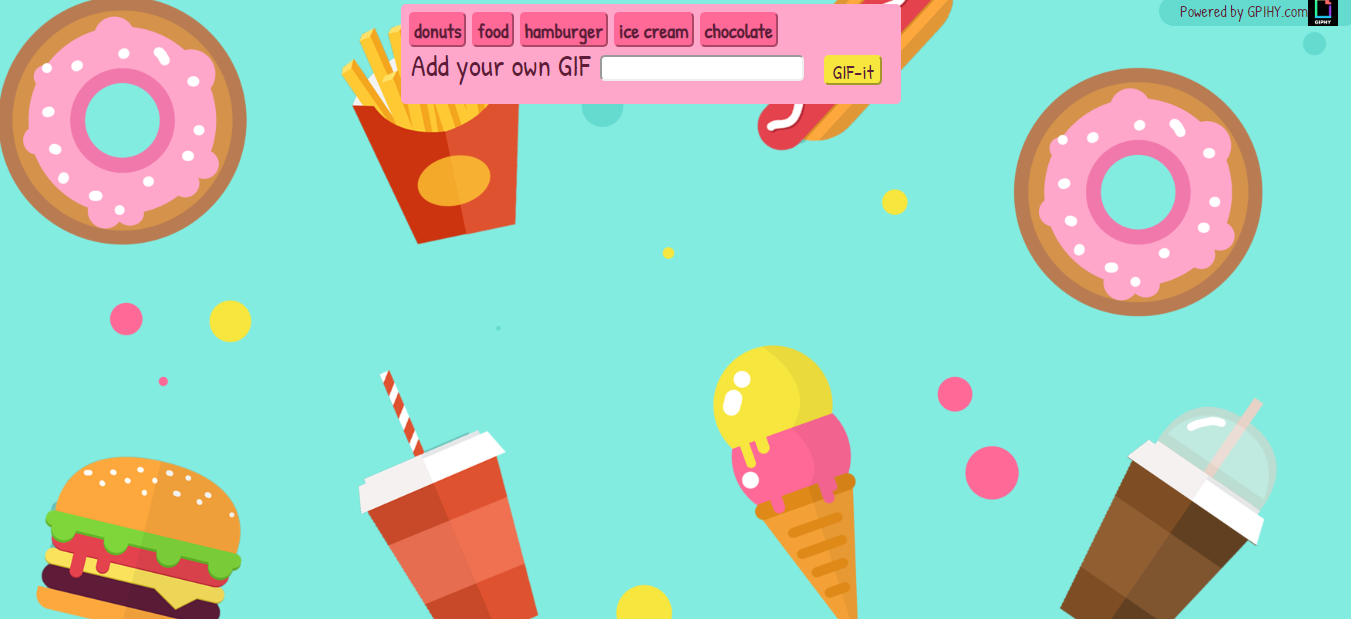 donuts food hamburger ice cream chocolate
Add your own GIF GIF-it
Powered by GPIHY.com
GIPHY